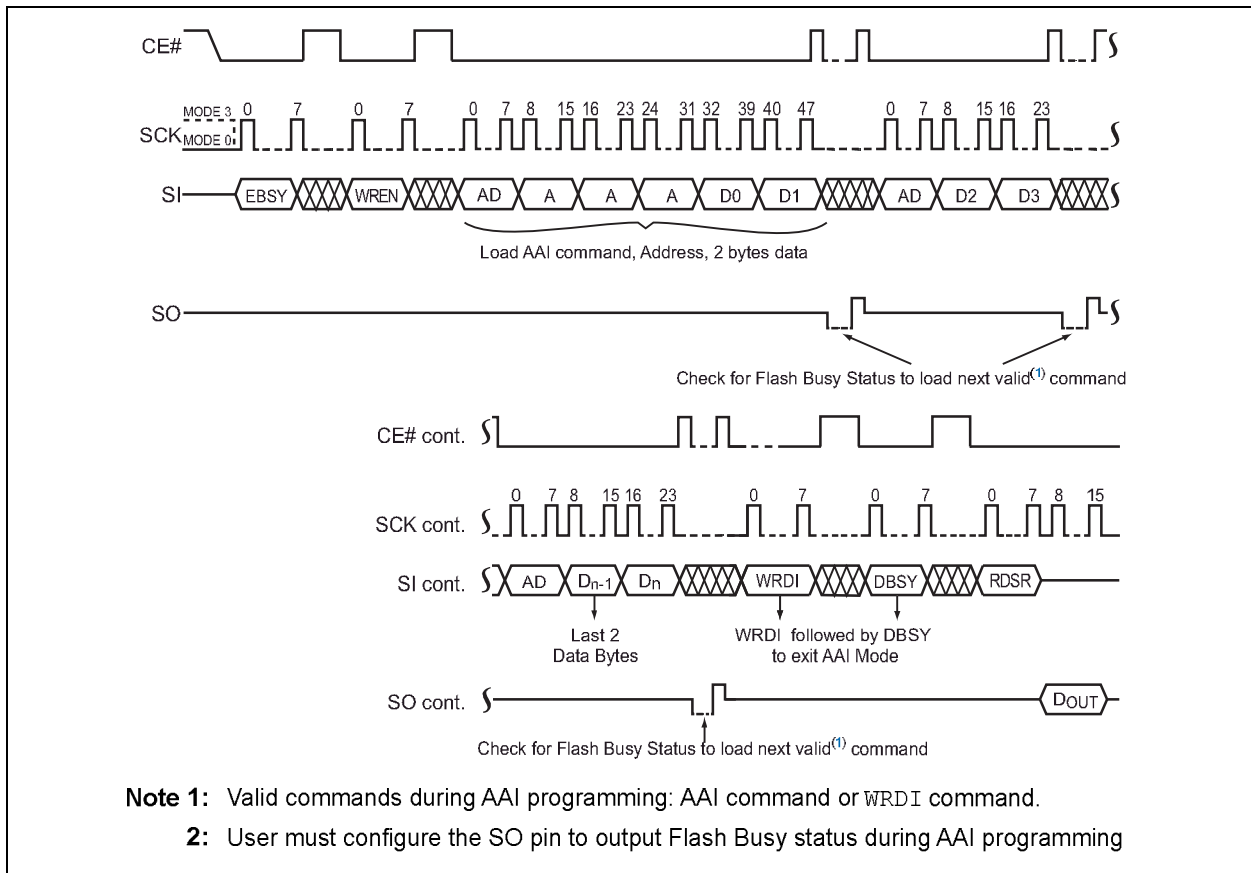 CE#
MODE 3
0 7 0 7 0 7 8 15 16 23 24 31 32 39 40 47 0 7 8 15 16 23
SCK
MODE 0
SI EBSY WREN AD A A A D0 D1 AD D2 D3
Load AAI command, Address, 2 bytes data
SO
Check for Flash Busy Status to load next valid(1) command
CE# cont.
0 7 8 15 16 23 0 7 0 7 0 7 8 15
SCK cont.
SI cont. AD Dn-1 Dn WRDI DBSY RDSR
Last 2
Data Bytes
WRDI followed by DBSY
to exit AAI Mode
SO cont. DOUT
Check for Flash Busy Status to load next valid(1) command
Note 1: Valid commands during AAI programming: AAI command or WRDI command.
2: User must configure the SO pin to output Flash Busy status during AAI programming